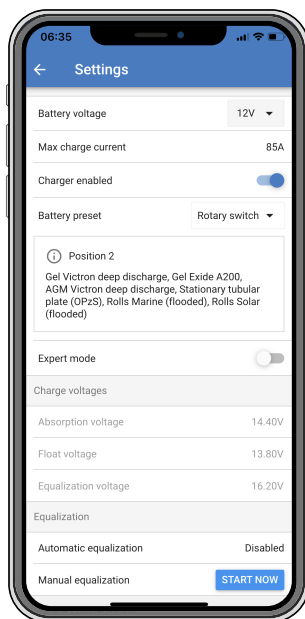 06:35
Settings
Battery voltage 12V
Max charge current 85A
Charger enabled
Battery preset Rotary switch
Position 2
Gel Victron deep discharge, Gel Exide A200,
AGM Victron deep discharge, Stationary tubular
plate (OPzS), Rolls Marine (flooded), Rolls Solar
(flooded)
Expert mode
Charge voltages
Absorption voltage 14.40V
Float voltage 13.80V
Equalization voltage 16.20V
Equalization
Automatic equalization Disabled
Manual equalization START NOW